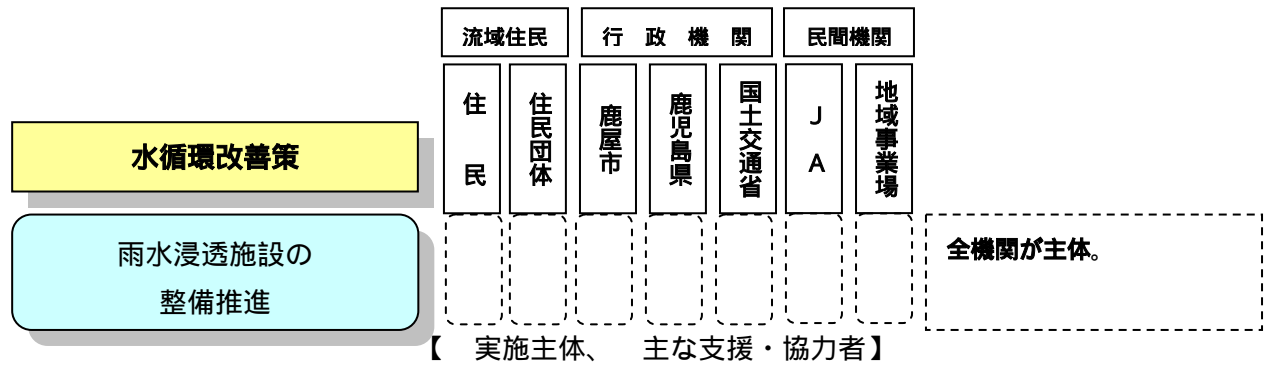 流域住民 行政機関 民間機関
住民 住民団体 鹿屋市 鹿児島県 国土交通省 JA 地域事業場
水循環改善策
雨水浸透施設の
整備推進
全機関が主体。
【 実施主体、 主な支援・協力者】